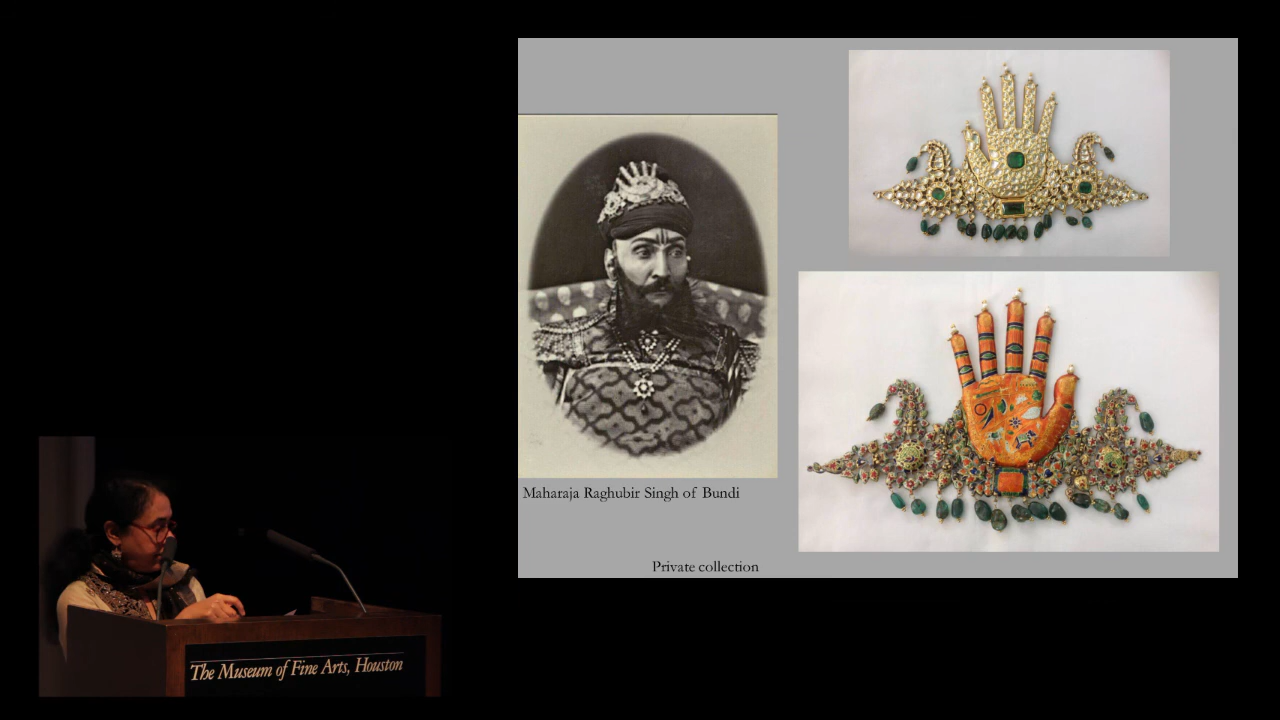 Maharaja Raghubir Singh of Bundi
Private collection
The Museum of Fine Arts, Houston